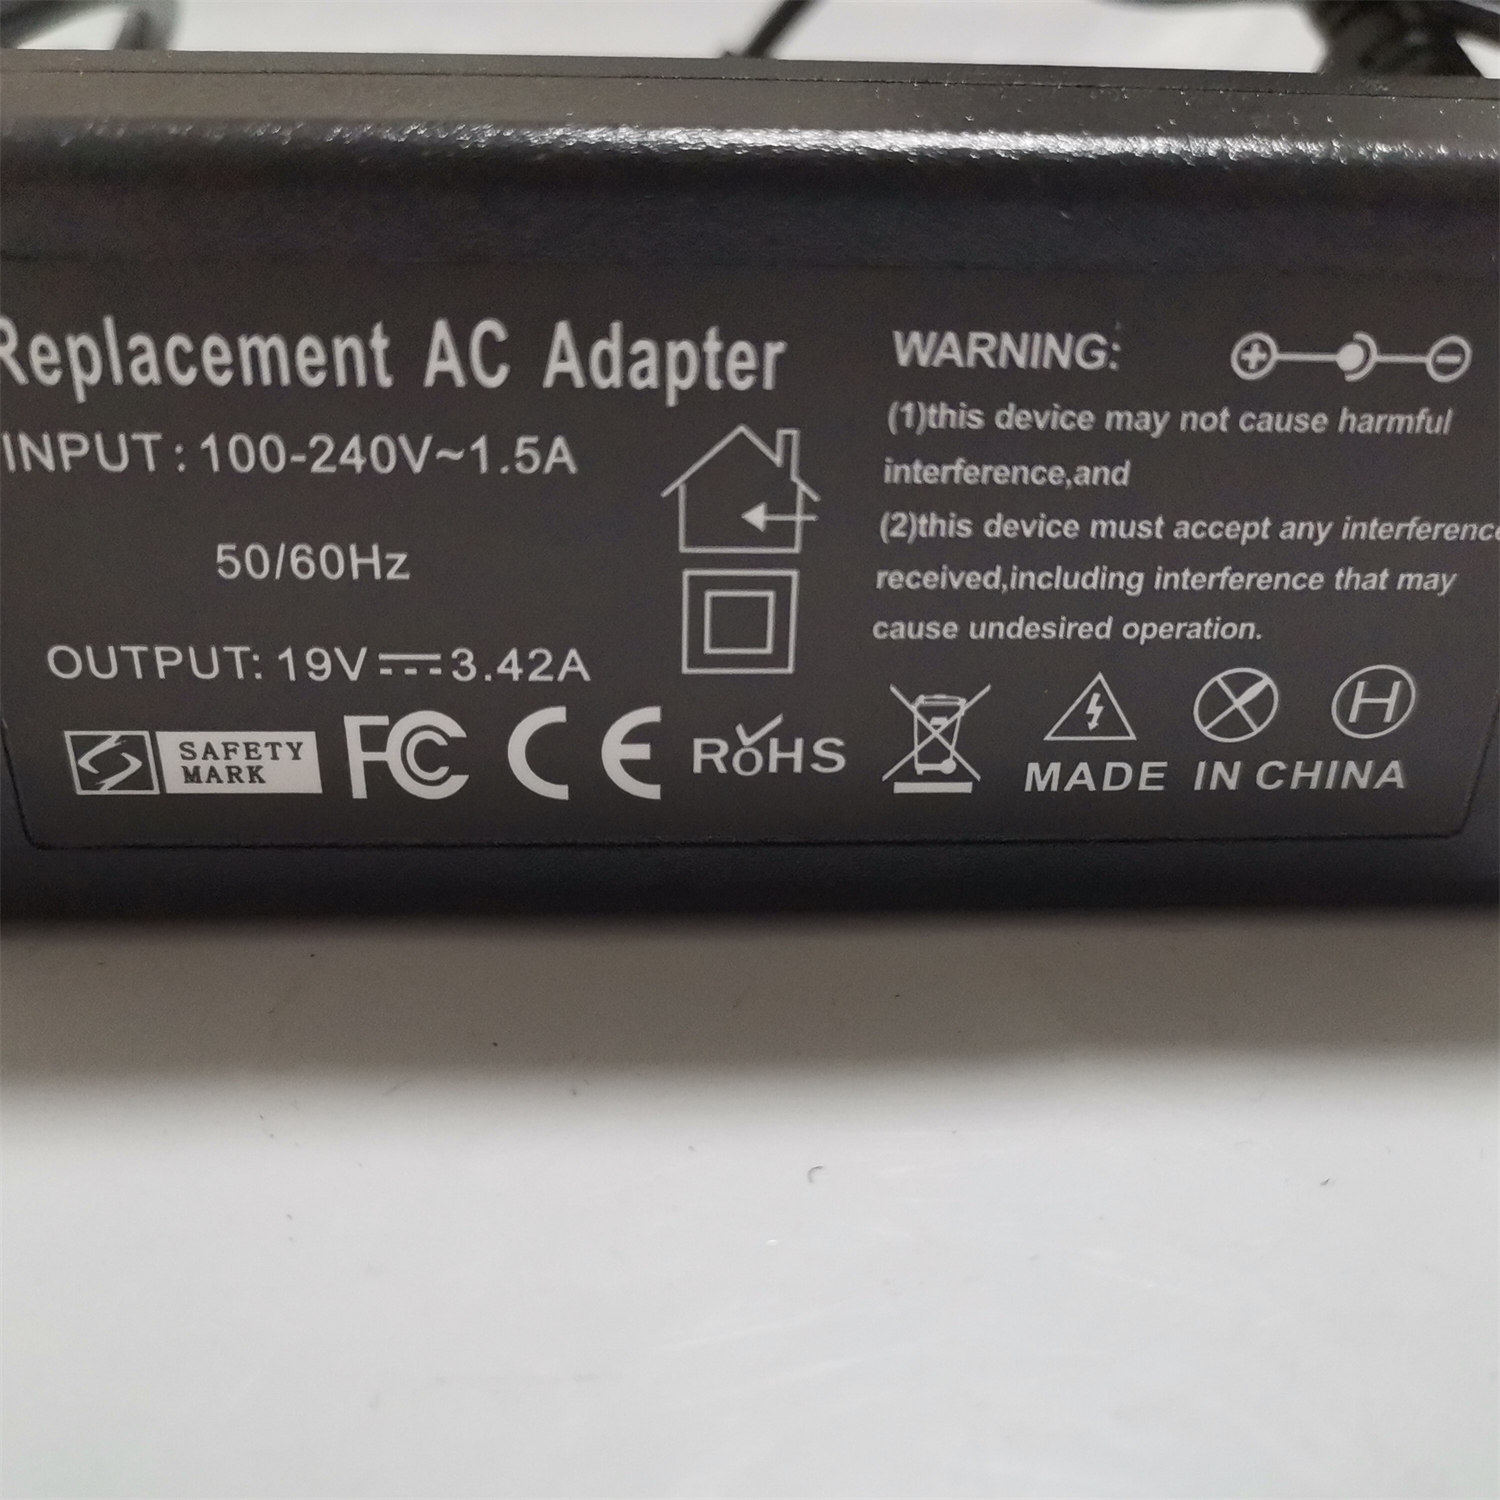 Replacement AC Adapter
INPUT: 100-240V~1.5A
50/60Hz
OUTPUT: 19V⎓3.42A
SAFETY
MARK
FC CE RoHS
WARNING:
(1)this device may not cause harmful
interference,and
(2)this device must accept any interference
received,including interference that may
cause undesired operation.
H
MADE IN CHINA